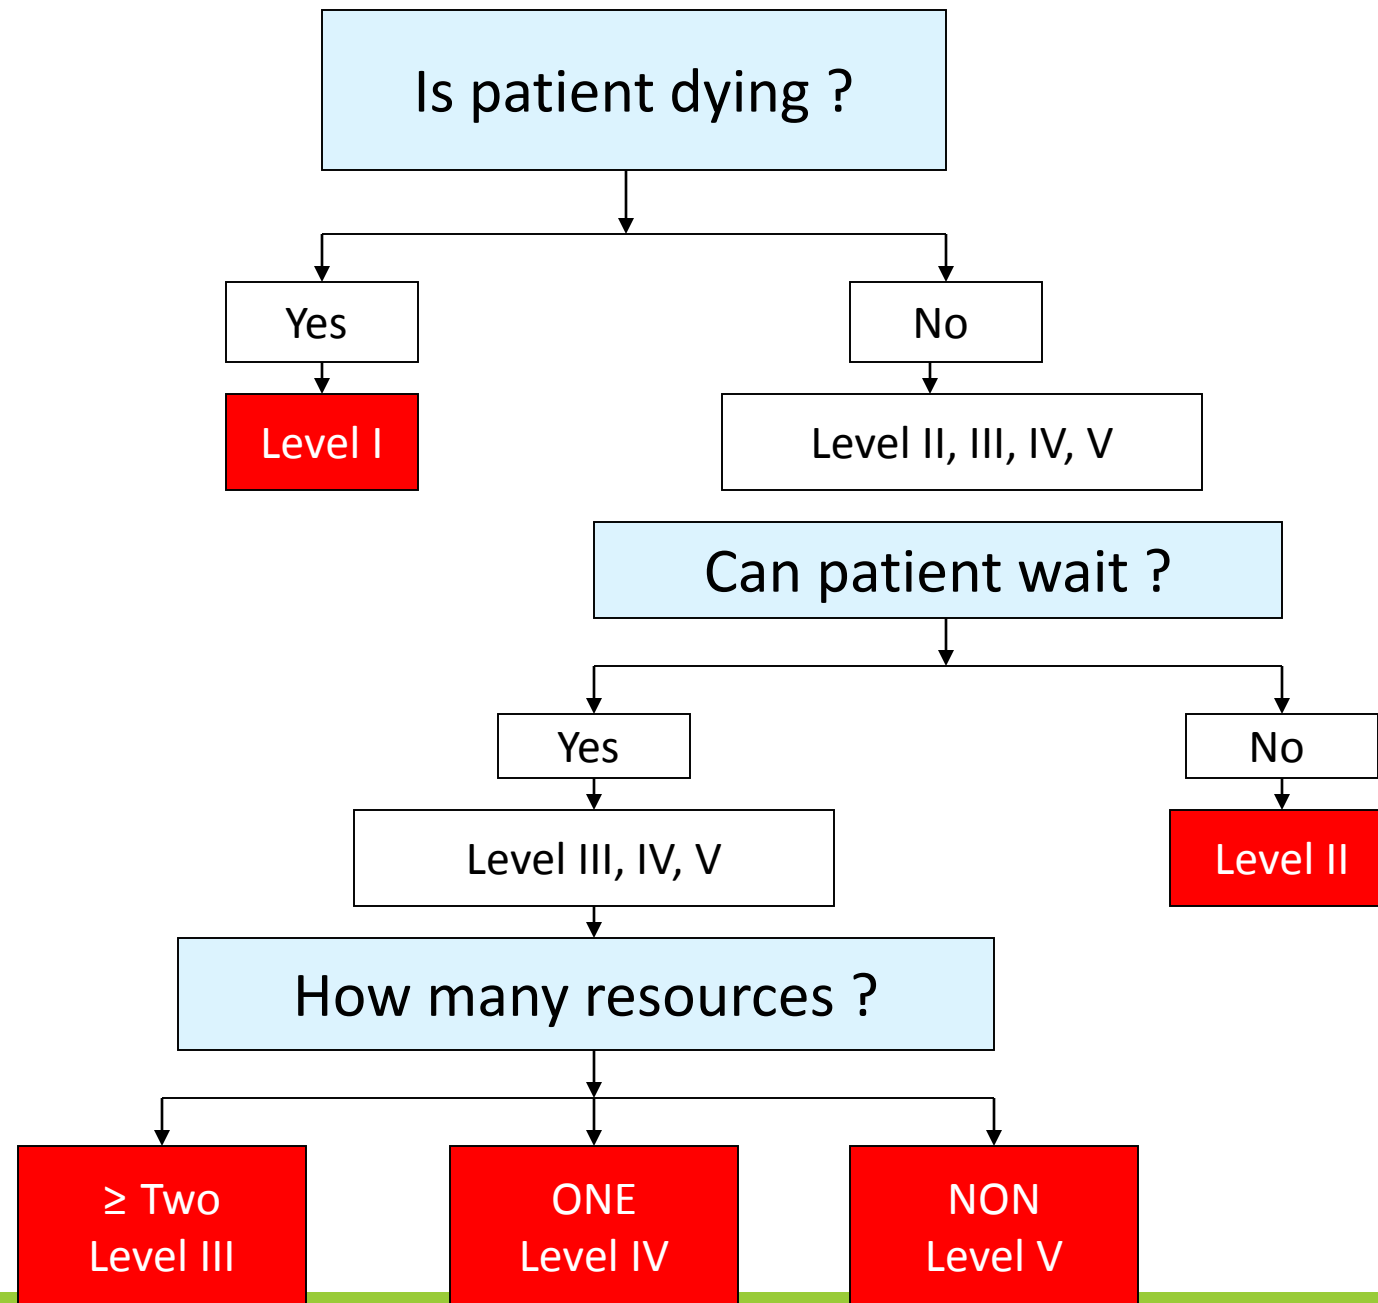 Is patient dying ?
Yes
No
Level I
Level II, III, IV, V
Can patient wait ?
Yes
No
Level III, IV, V
Level II
How many resources ?
≥ Two
Level III
ONE
Level IV
NON
Level V